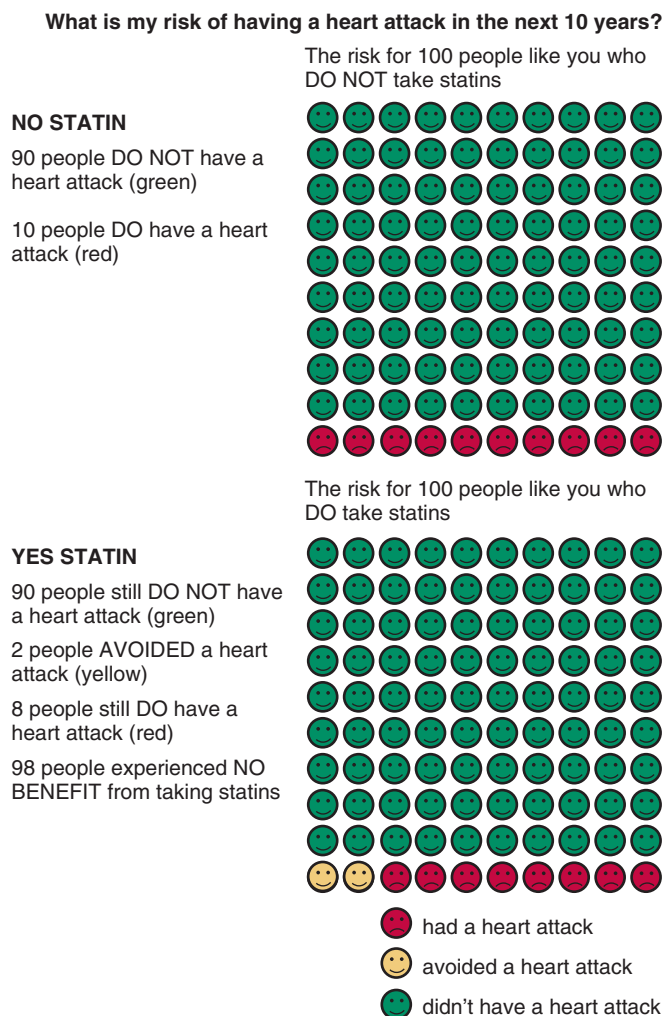 What is my risk of having a heart attack in the next 10 years?
The risk for 100 people like you who
DO NOT take statins
NO STATIN
90 people DO NOT have a
heart attack (green)
10 people DO have a heart
attack (red)
The risk for 100 people like you who
DO take statins
YES STATIN
90 people still DO NOT have
a heart attack (green)
2 people AVOIDED a heart
attack (yellow)
8 people still DO have a
heart attack (red)
98 people experienced NO
BENEFIT from taking statins
had a heart attack
avoided a heart attack
didn't have a heart attack